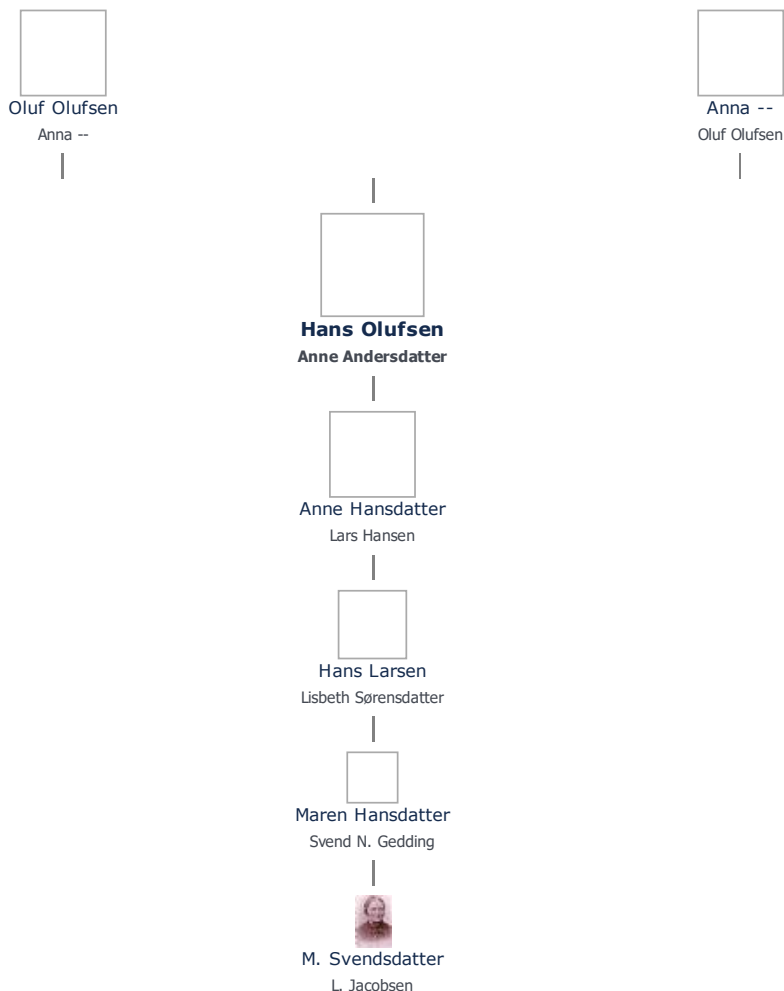 Oluf Olufsen
Anna --
Anna --
Oluf Olufsen
Hans Olufsen
Anne Andersdatter
Anne Hansdatter
Lars Hansen
Hans Larsen
Lisbeth Sørensdatter
Maren Hansdatter
Svend N. Gedding
M. Svendsdatter
L. Jacobsen